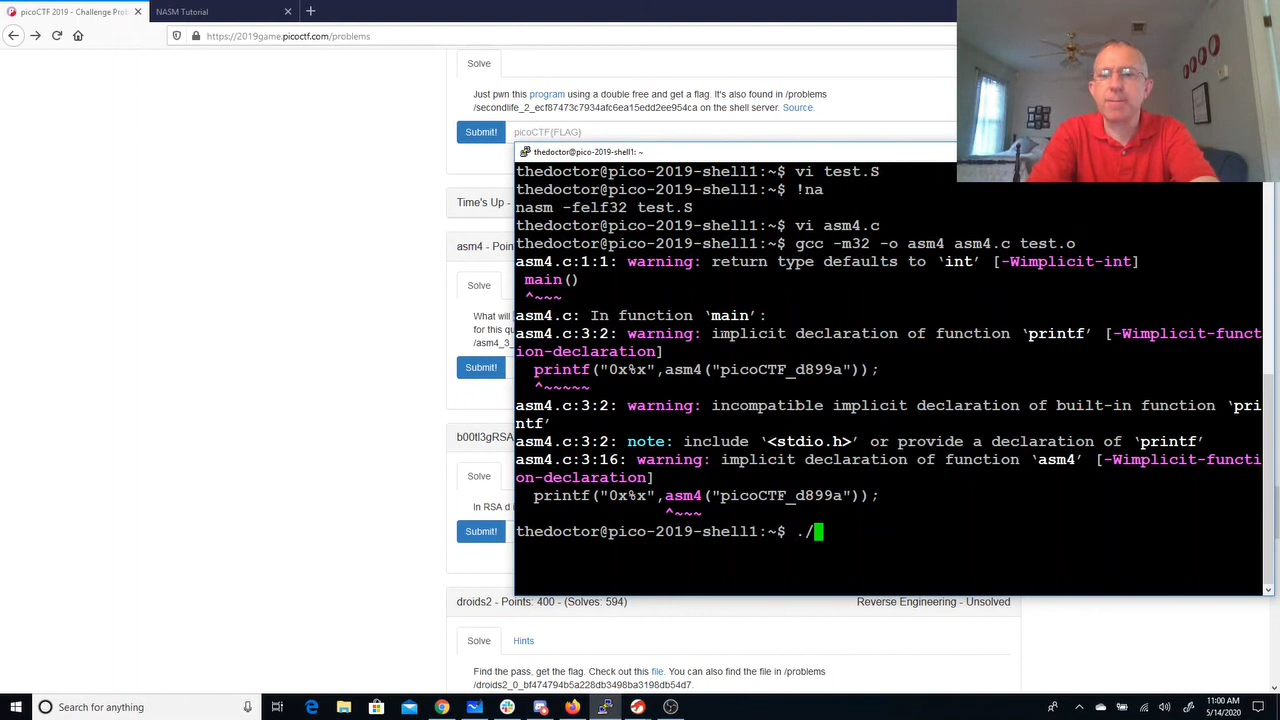 picoCTF 2019 - Challenge Pro
NASM Tutorial
https://2019game.picoctf.com/problems
Solve
Just pwn this program using a double free and get a flag. It's also found in /problems
/secondlife_2_ecf87473c7934afc6ea15edd2ee954ca on the shell server. Source.
Submit!
picoCTF{FLAG}
Time's Up -
asm4 - Point
Solve
What will
for this qu
/asm4_3_
Submit!
b00tl3gRSA
Solve
In RSA d i
Submit!
thedoctor@pico-2019-shell1: ~
thedoctor@pico-2019-shell1:~$ vi test.S
thedoctor@pico-2019-shell1:~$ !na
nasm -felf32 test.S
thedoctor@pico-2019-shell1:~$ vi asm4.c
thedoctor@pico-2019-shell1:~$ gcc -m32 -o asm4 asm4.c test.o
asm4.c:1:1: warning: return type defaults to ‘int’ [-Wimplicit-int]
main()
^~~~
asm4.c: In function ‘main’:
asm4.c:3:2: warning: implicit declaration of function ‘printf’ [-Wimplicit-funct
ion-declaration]
printf("0x%x",asm4("picoCTF_d899a"));
^~~~~~
asm4.c:3:2: warning: incompatible implicit declaration of built-in function ‘pri
ntf’
asm4.c:3:2: note: include ‘<stdio.h>’ or provide a declaration of ‘printf’
asm4.c:3:16: warning: implicit declaration of function ‘asm4’ [-Wimplicit-functi
on-declaration]
printf("0x%x",asm4("picoCTF_d899a"));
^~~~
thedoctor@pico-2019-shell1:~$ ./
droids2 - Points: 400 - (Solves: 594)
Reverse Engineering - Unsolved
Solve
Hints
Find the pass, get the flag. Check out this file. You can also find the file in /problems
/droids2_0_bf474794b5a228db3498ba3198db54d7.
Search for anything
11:00 AM
5/14/2020